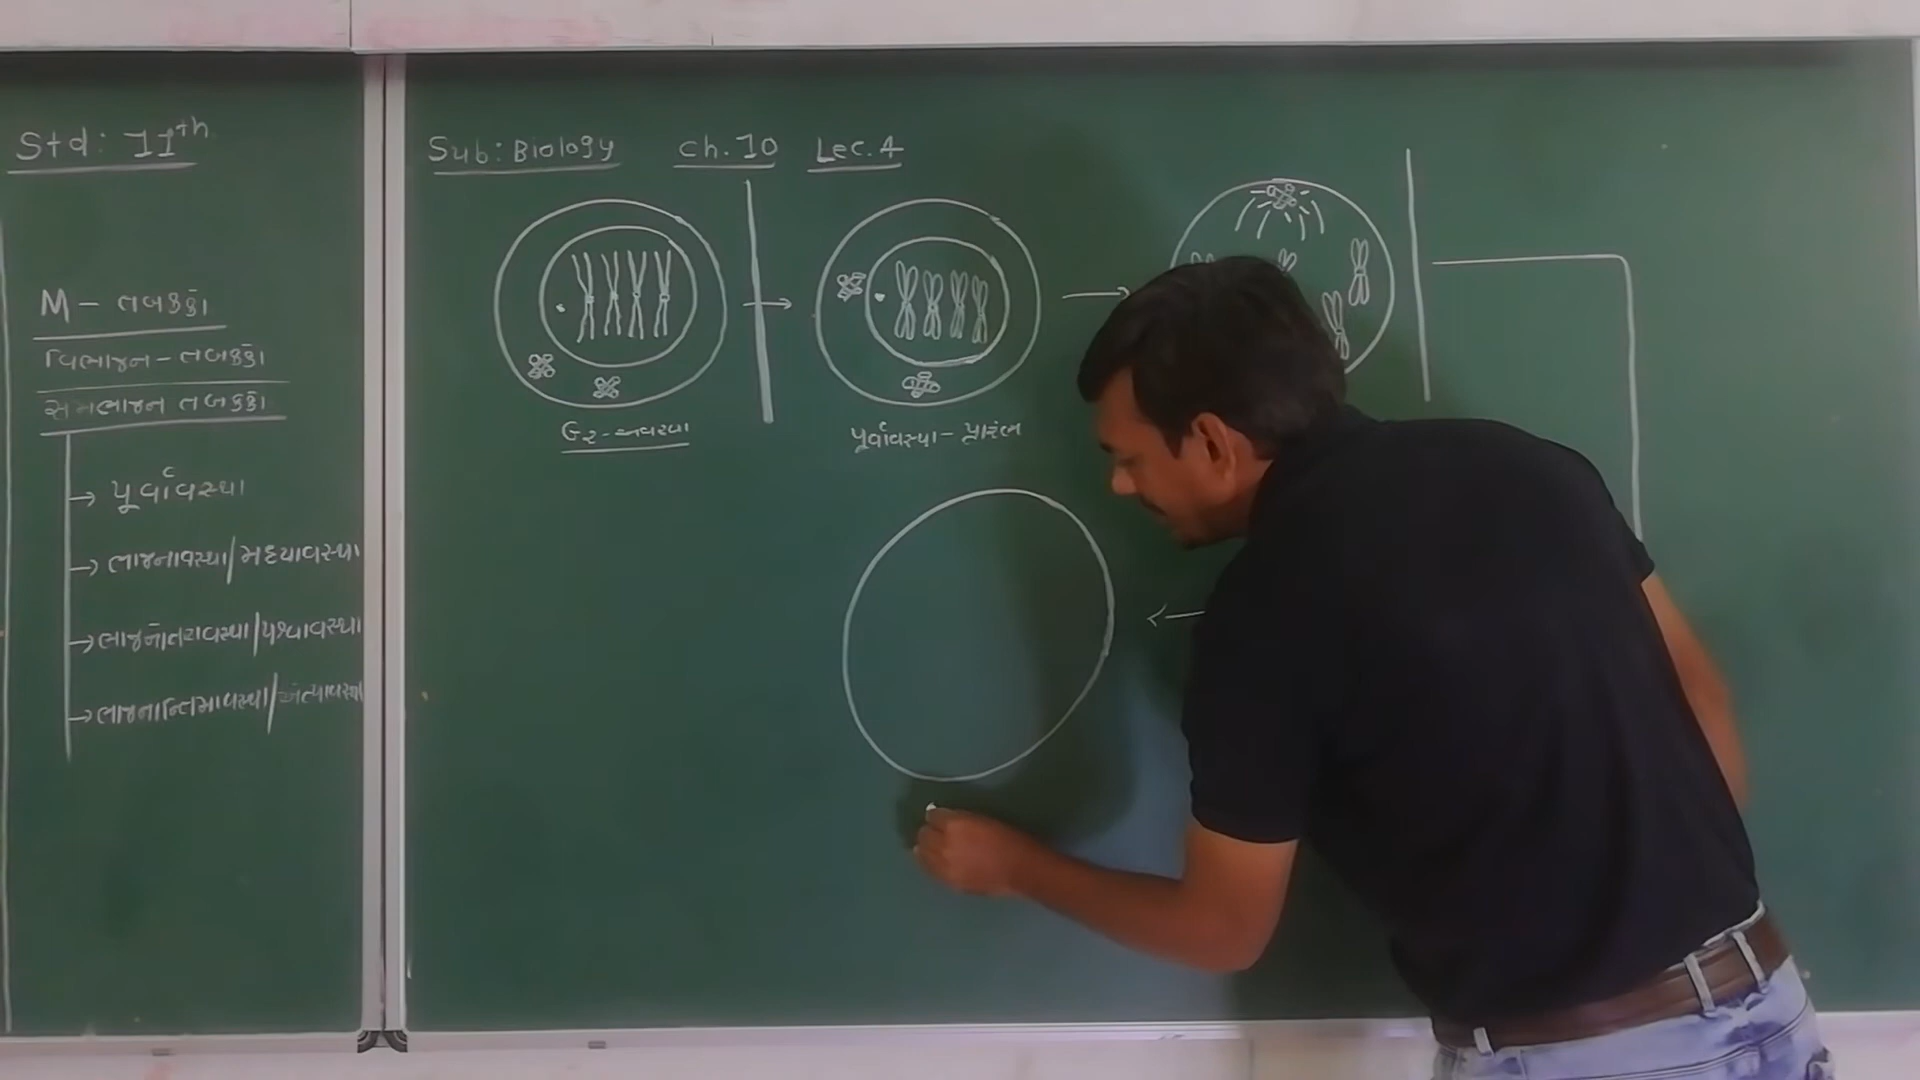 Std: 11th
M - તબક્કો
વિભાજન - તબક્કો
સમભાજન તબક્કો
→ પૂર્વાવસ્થા
→ ભાજનાવસ્થા/મધ્યાવસ્થા
→ ભાજનોતરાવસ્થા/પશ્ચાવસ્થા
→ ભાજનાન્તિમાવસ્થા/અંત્યાવસ્થા
Sub: Biology Ch. 10 Lec. 4
G2 - અવસ્થા
પૂર્વાવસ્થા - પ્રારંભ